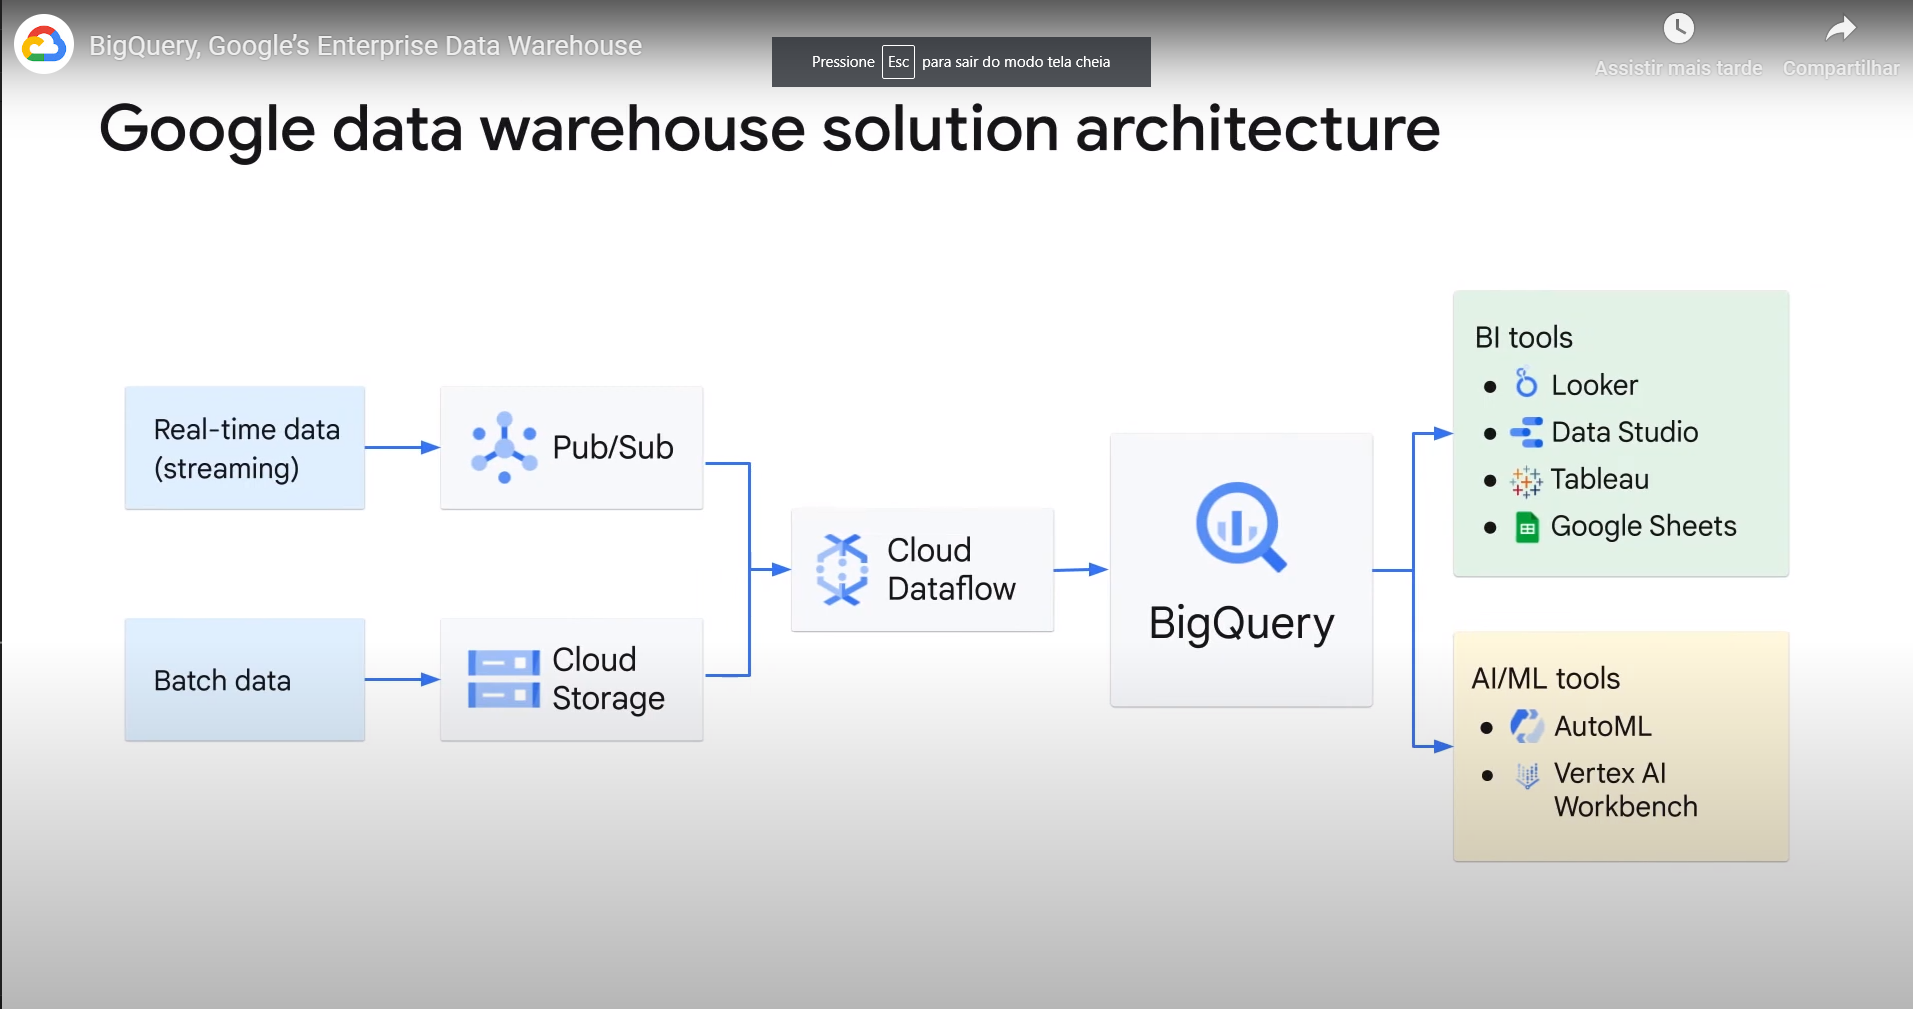 BigQuery, Google’s Enterprise Data Warehouse
Pressione Esc para sair do modo tela cheia
Assistir mais tarde
Compartilhar
Google data warehouse solution architecture
Real-time data
(streaming)
Pub/Sub
Batch data
Cloud
Storage
Cloud
Dataflow
BigQuery
BI tools
● Looker
● Data Studio
● Tableau
● Google Sheets
AI/ML tools
● AutoML
● Vertex AI
Workbench